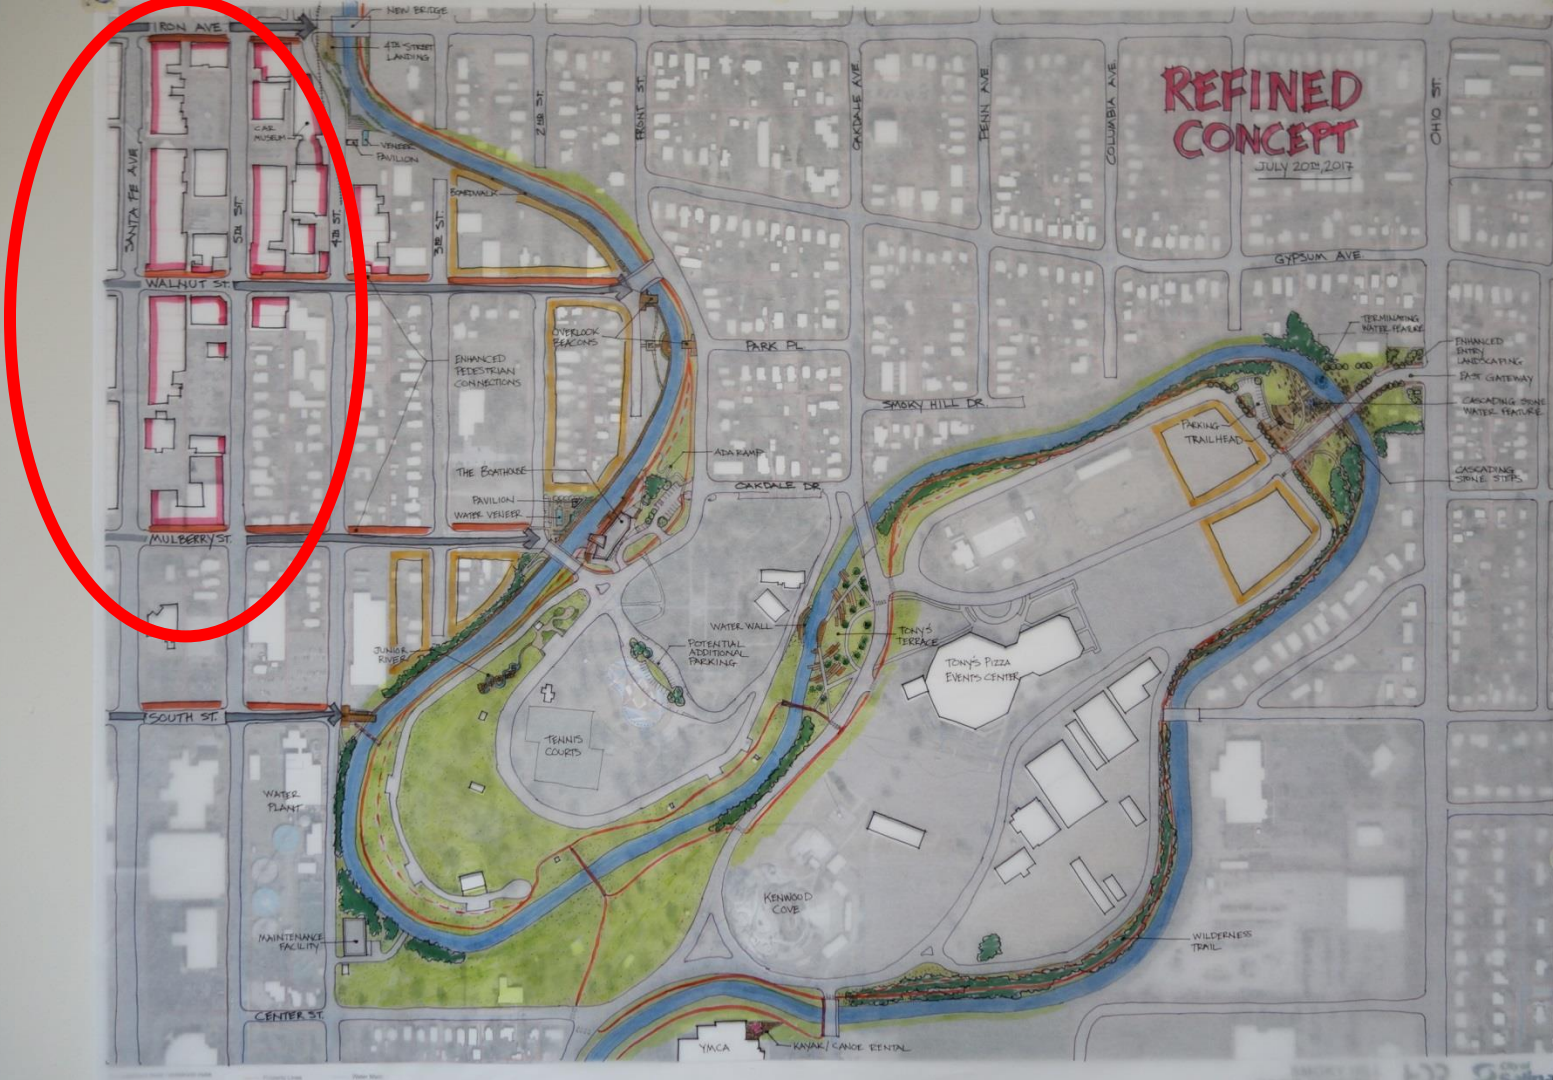 NEW BRIDGE
IRON AVE
4TH STREET
LANDING
REFINED
CONCEPT
JULY 20TH, 2017
CAR
MUSEUM
VENEER
PAVILION
BOARDWALK
SANTA FE AVE
5TH ST.
4TH ST.
3RD ST.
2ND ST.
FRONT ST.
OAKDALE AVE
PENN AVE
COLUMBIA AVE
OHIO ST.
GYPSUM AVE
WALNUT ST.
OVERLOOK
BEACONS
PARK PL.
TERMINATING
WATER FEATURE
ENHANCED
ENTRY
LANDSCAPING
EAST GATEWAY
ENHANCED
PEDESTRIAN
CONNECTIONS
SMOKY HILL DR.
CASCADING STONE
WATER FEATURE
PARKING
TRAILHEAD
ADA RAMP
THE BOATHOUSE
CASCADING
STONE STEPS
OAKDALE DR.
PAVILION
WATER VENEER
MULBERRY ST.
WATER WALL
TONY'S
TERRACE
POTENTIAL
ADDITIONAL
PARKING
JUNIOR
RIVER
TONY'S PIZZA
EVENTS CENTER
SOUTH ST.
TENNIS
COURTS
WATER
PLANT
KENWOOD
COVE
MAINTENANCE
FACILITY
WILDERNESS
TRAIL
CENTER ST.
YMCA
KAYAK/CANOE RENTAL